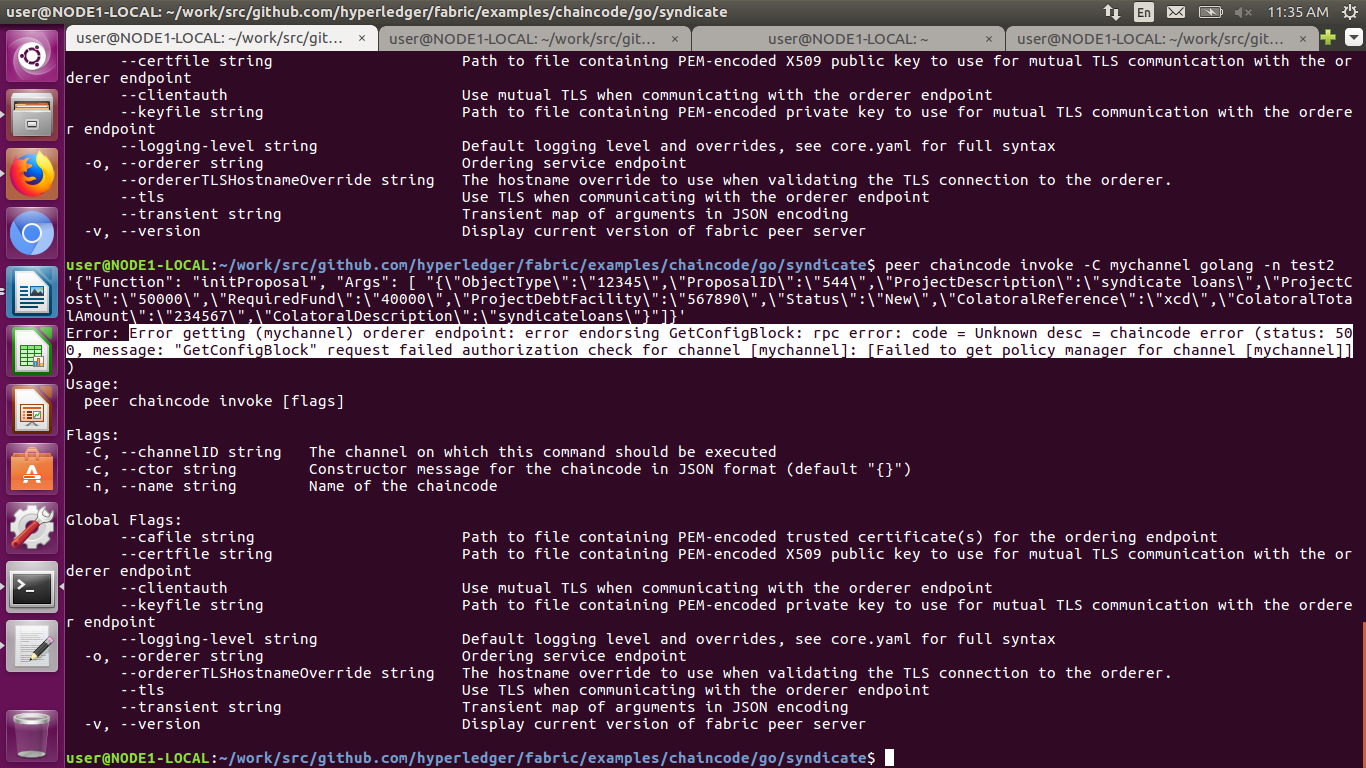 user@NODE1-LOCAL: ~/work/src/github.com/hyperledger/fabric/examples/chaincode/go/syndicate
En
11:35 AM
user@NODE1-LOCAL: ~/work/src/git... ×
user@NODE1-LOCAL: ~/work/src/git... ×
user@NODE1-LOCAL: ~ ×
user@NODE1-LOCAL: ~/work/src/git... ×
--certfile string Path to file containing PEM-encoded X509 public key to use for mutual TLS communication with the or
derer endpoint
--clientauth Use mutual TLS when communicating with the orderer endpoint
--keyfile string Path to file containing PEM-encoded private key to use for mutual TLS communication with the ordere
r endpoint
--logging-level string Default logging level and overrides, see core.yaml for full syntax
-o, --orderer string Ordering service endpoint
--ordererTLSHostnameOverride string The hostname override to use when validating the TLS connection to the orderer.
--tls Use TLS when communicating with the orderer endpoint
--transient string Transient map of arguments in JSON encoding
-v, --version Display current version of fabric peer server
user@NODE1-LOCAL:~/work/src/github.com/hyperledger/fabric/examples/chaincode/go/syndicate$ peer chaincode invoke -C mychannel golang -n test2
'{"Function": "initProposal", "Args": [ "{\"ObjectType\":\"12345\",\"ProposalID\":\"544\",\"ProjectDescription\":\"syndicate loans\",\"ProjectC
ost\":\"50000\",\"RequiredFund\":\"40000\",\"ProjectDebtFacility\":\"567890\",\"Status\":\"New\",\"ColatoralReference\":\"xcd\",\"ColatoralTota
lAmount\":\"234567\",\"ColatoralDescription\":\"syndicateloans\"}"]}'
Error: Error getting (mychannel) orderer endpoint: error endorsing GetConfigBlock: rpc error: code = Unknown desc = chaincode error (status: 50
0, message: "GetConfigBlock" request failed authorization check for channel [mychannel]: [Failed to get policy manager for channel [mychannel]]
)
Usage:
peer chaincode invoke [flags]
Flags:
-C, --channelID string The channel on which this command should be executed
-c, --ctor string Constructor message for the chaincode in JSON format (default "{}")
-n, --name string Name of the chaincode
Global Flags:
--cafile string Path to file containing PEM-encoded trusted certificate(s) for the ordering endpoint
--certfile string Path to file containing PEM-encoded X509 public key to use for mutual TLS communication with the or
derer endpoint
--clientauth Use mutual TLS when communicating with the orderer endpoint
--keyfile string Path to file containing PEM-encoded private key to use for mutual TLS communication with the ordere
r endpoint
--logging-level string Default logging level and overrides, see core.yaml for full syntax
-o, --orderer string Ordering service endpoint
--ordererTLSHostnameOverride string The hostname override to use when validating the TLS connection to the orderer.
--tls Use TLS when communicating with the orderer endpoint
--transient string Transient map of arguments in JSON encoding
-v, --version Display current version of fabric peer server
user@NODE1-LOCAL:~/work/src/github.com/hyperledger/fabric/examples/chaincode/go/syndicate$